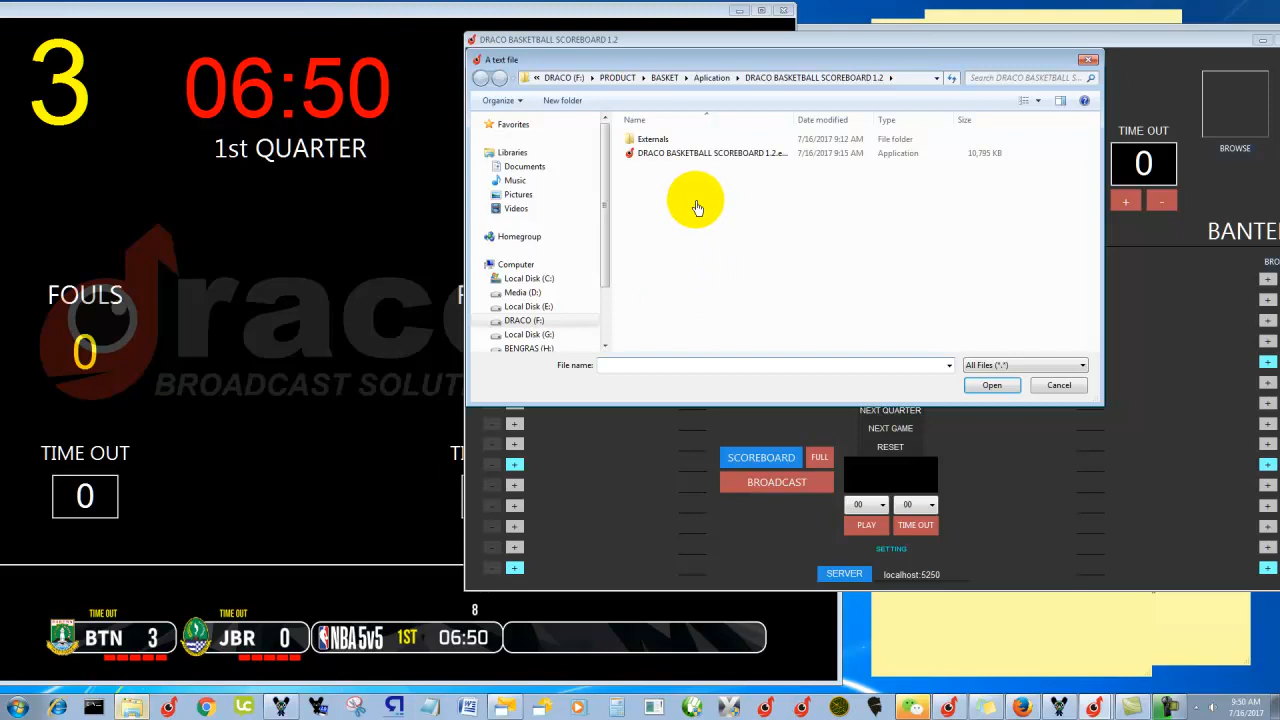 3
06:50
1st QUARTER
FOULS
0
draco
BROADCAST SOLU
TIME OUT
0
DRACO BASKETBALL SCOREBOARD 1.2
A text file
« DRACO (F:) ▸ PRODUCT ▸ BASKET ▸ Aplication ▸ DRACO BASKETBALL SCOREBOARD 1.2 ▸
Search DRACO BASKETBALL S...
Organize
New folder
Favorites
Libraries
Documents
Music
Pictures
Videos
Homegroup
Computer
Local Disk (C:)
Media (D:)
Local Disk (E:)
DRACO (F:)
Local Disk (G:)
BENGRAS (H:)
Name Date modified Type Size
Externals 7/16/2017 9:12 AM File folder
DRACO BASKETBALL SCOREBOARD 1.2.e... 7/16/2017 9:15 AM Application 10,795 KB
File name:
All Files (*.*)
Open
Cancel
TIME OUT
0
+ -
BROWSE
BANTE
BRO
NEXT QUARTER
NEXT GAME
RESET
SCOREBOARD FULL
BROADCAST
00 00
PLAY TIME OUT
SETTING
SERVER localhost:5250
8
TIME OUT
BTN 3
TIME OUT
JBR 0
NBA 5v5 1ST 06:50
9:50 AM
7/16/2017